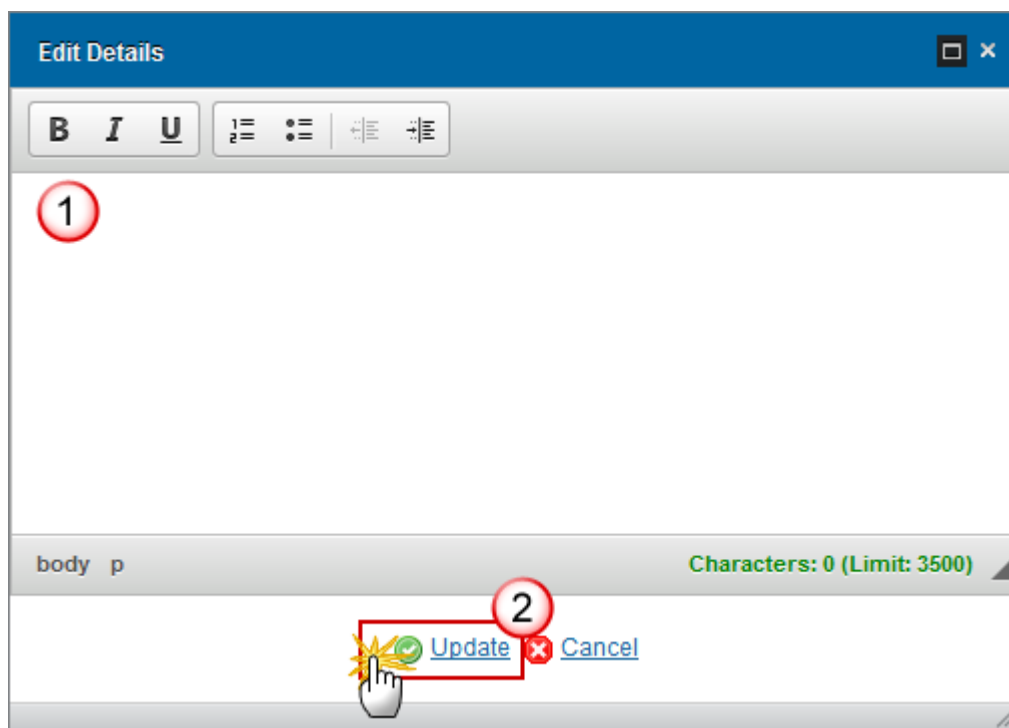 Edit Details
B I U
1
body p Characters: 0 (Limit: 3500)
2
Update Cancel